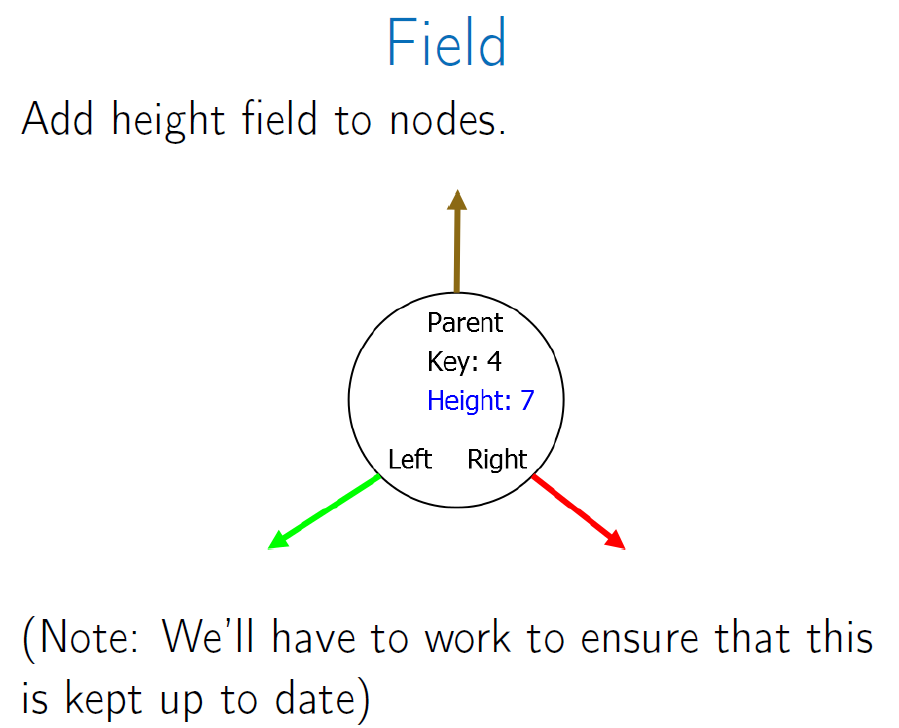 Field
Add height field to nodes.
Parent
Key: 4
Height: 7
Left Right
(Note: We'll have to work to ensure that this
is kept up to date)